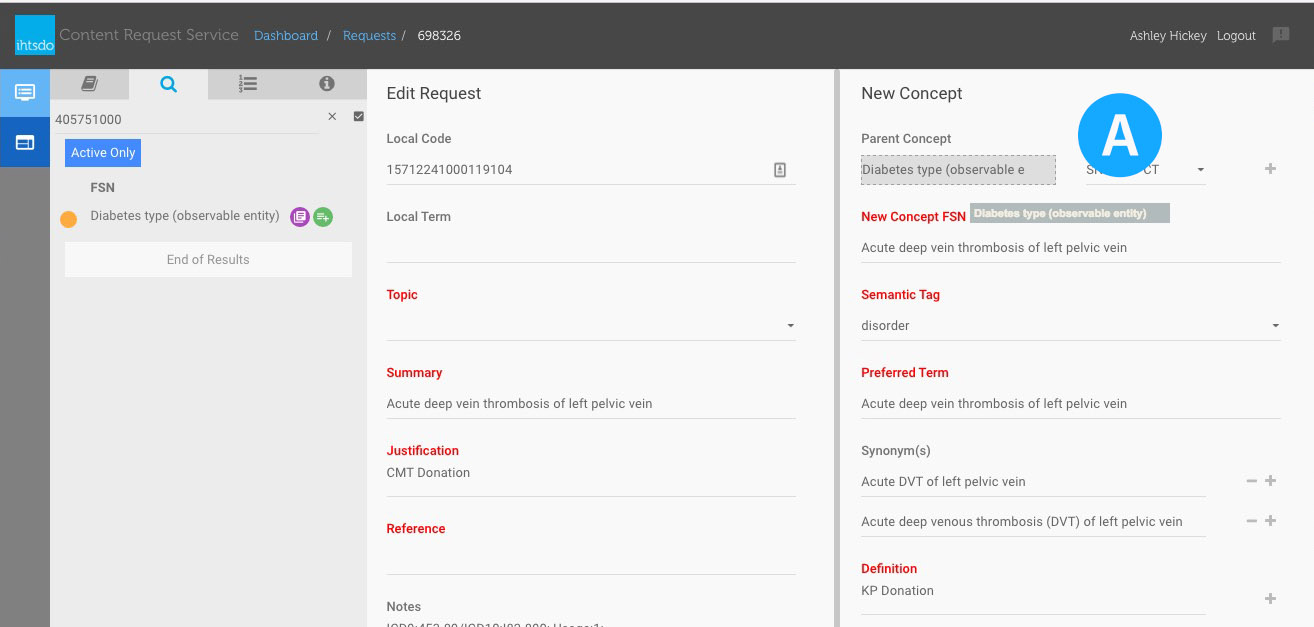 ihtsdo Content Request Service Dashboard / Requests / 698326 Ashley Hickey Logout
405751000
Active Only
FSN
Diabetes type (observable entity)
End of Results
Edit Request
Local Code
15712241000119104
Local Term
Topic
Summary
Acute deep vein thrombosis of left pelvic vein
Justification
CMT Donation
Reference
Notes
New Concept
A
Parent Concept
Diabetes type (observable e
CT
New Concept FSN
Diabetes type (observable entity)
Acute deep vein thrombosis of left pelvic vein
Semantic Tag
disorder
Preferred Term
Acute deep vein thrombosis of left pelvic vein
Synonym(s)
Acute DVT of left pelvic vein
Acute deep venous thrombosis (DVT) of left pelvic vein
Definition
KP Donation